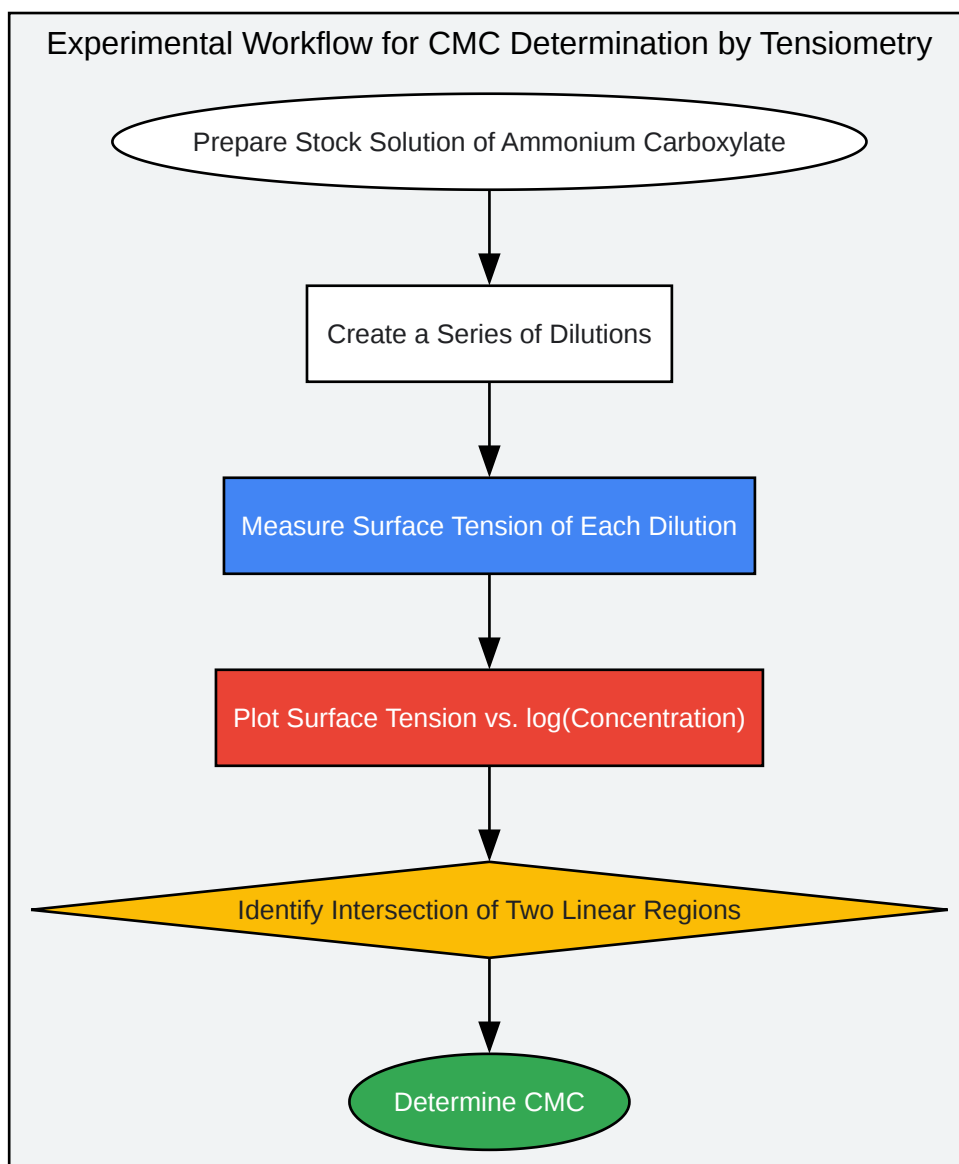 Experimental Workflow for CMC Determination by Tensiometry
Prepare Stock Solution of Ammonium Carboxylate
Create a Series of Dilutions
Measure Surface Tension of Each Dilution
Plot Surface Tension vs. log(Concentration)
Identify Intersection of Two Linear Regions
Determine CMC